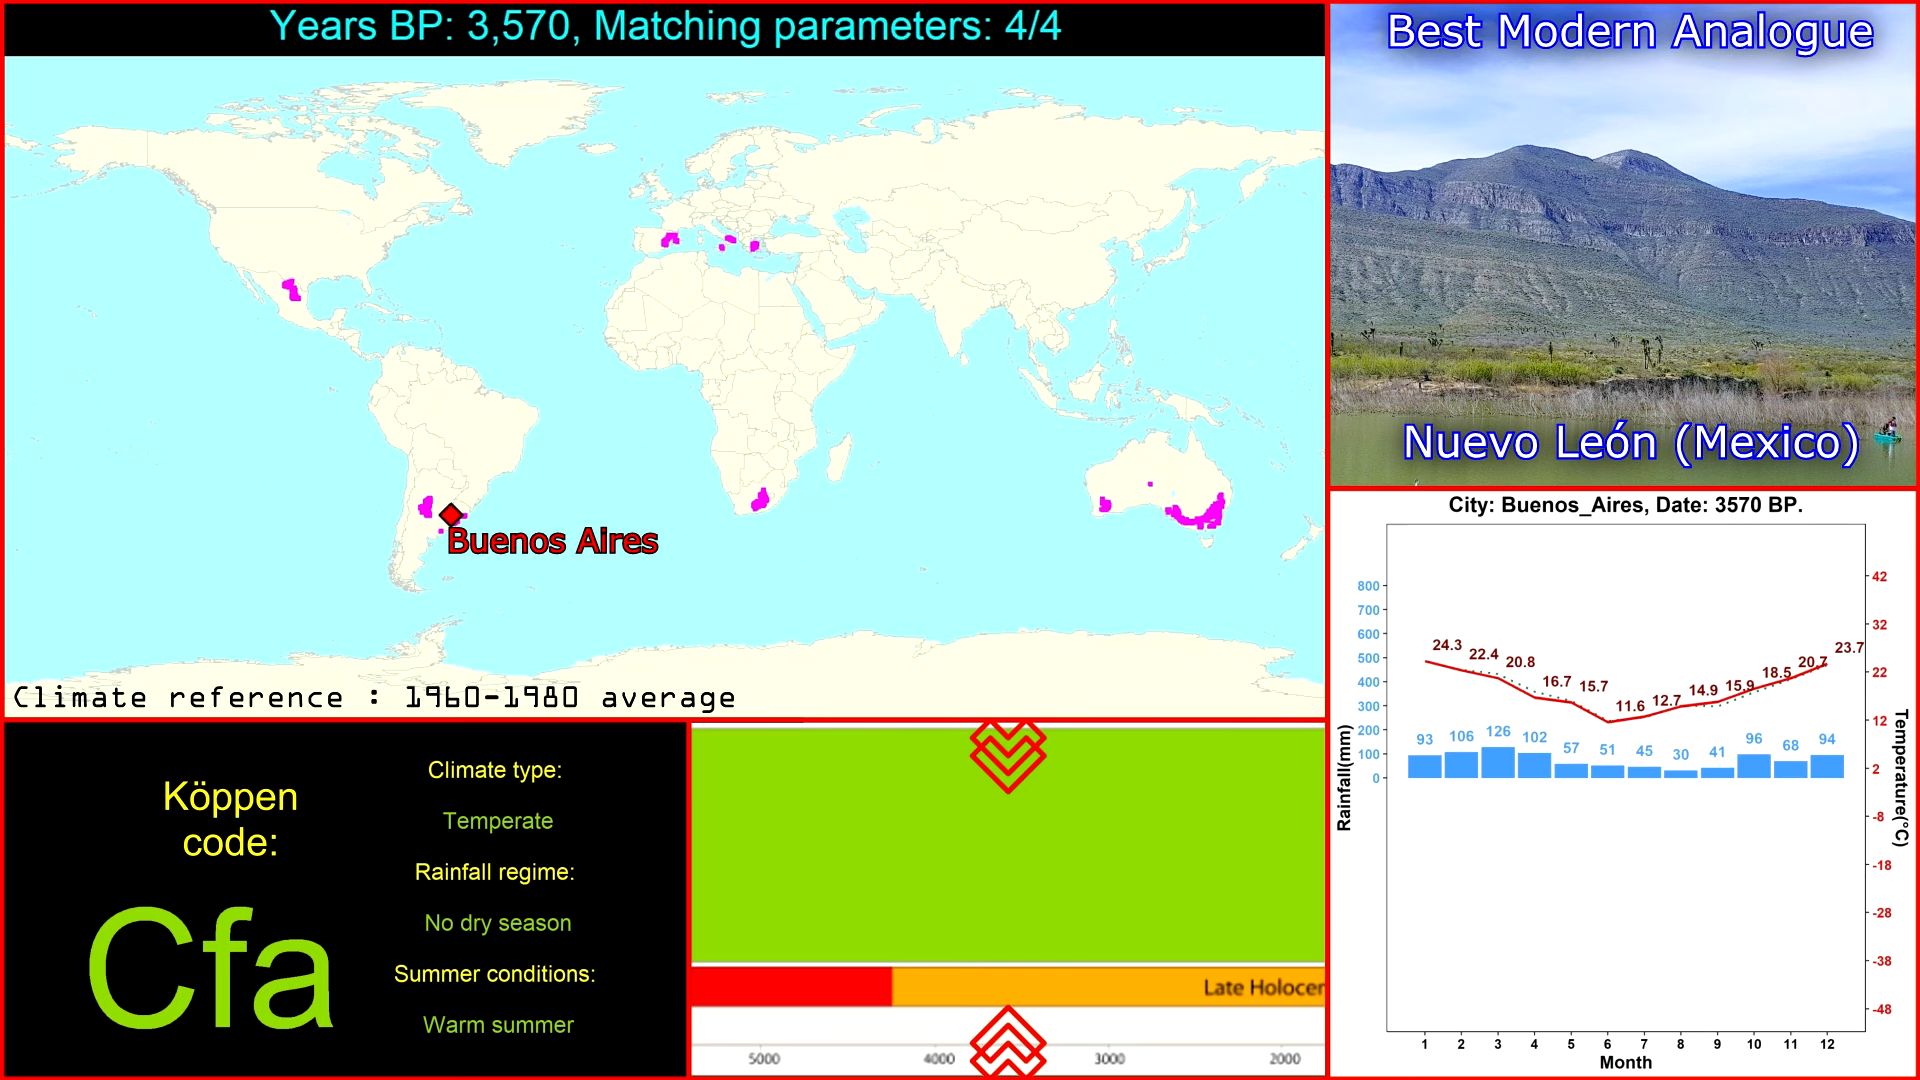 Years BP: 3,570, Matching parameters: 4/4
Buenos Aires
Climate reference : 1960-1980 average
Best Modern Analogue
Nuevo León (Mexico)
Köppen
code:
Cfa
Climate type:
Temperate
Rainfall regime:
No dry season
Summer conditions:
Warm summer
Late Holocen
5000 4000 3000 2000
City: Buenos_Aires, Date: 3570 BP.
Rainfall(mm)
800
700
600
500
400
300
200
100
0
24.3 22.4 20.8 16.7 15.7 11.6 12.7 14.9 15.9 18.5 20.7 23.7
93 106 126 102 57 51 45 30 41 96 68 94
42
32
22
12
2
-8
-18
-28
-38
-48
Temperature(°C)
1 2 3 4 5 6 7 8 9 10 11 12
Month